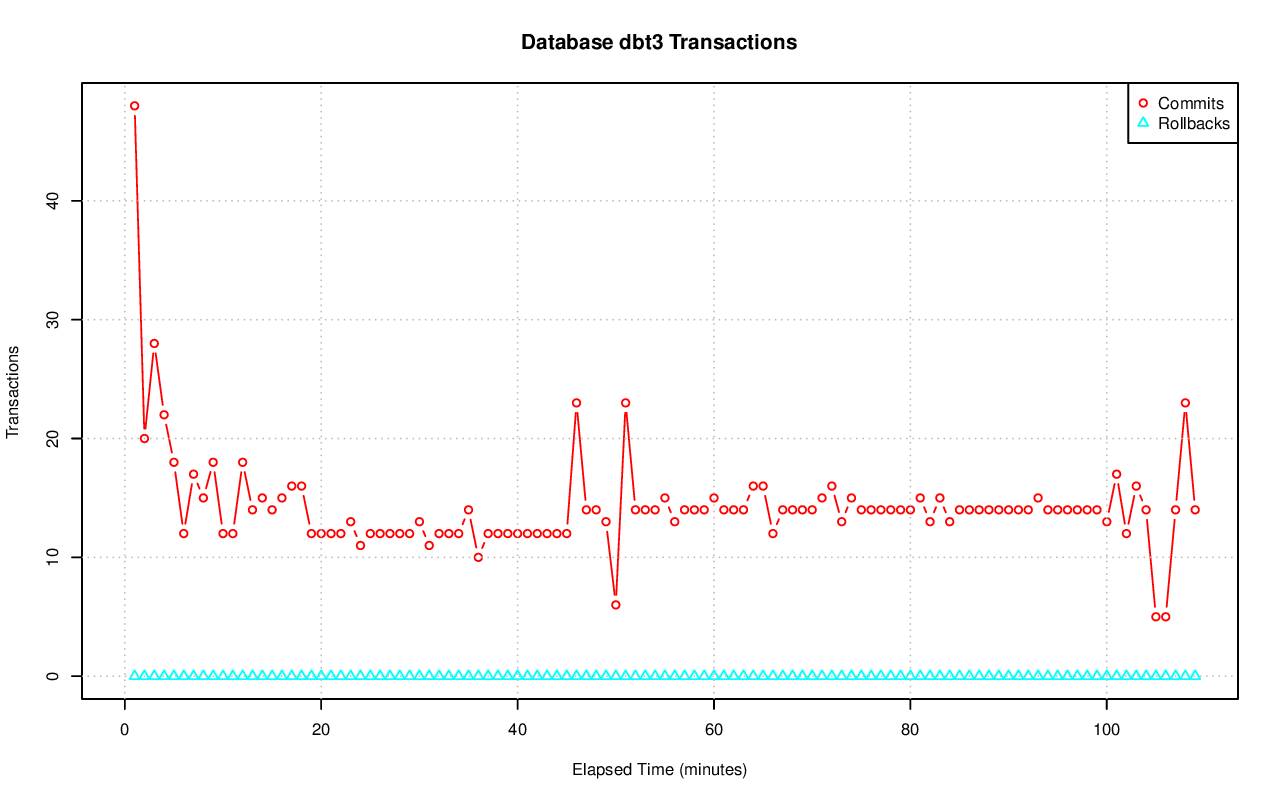 Database dbt3 Transactions
Commits
Rollbacks
Transactions
40
30
20
10
0
0 20 40 60 80 100
Elapsed Time (minutes)